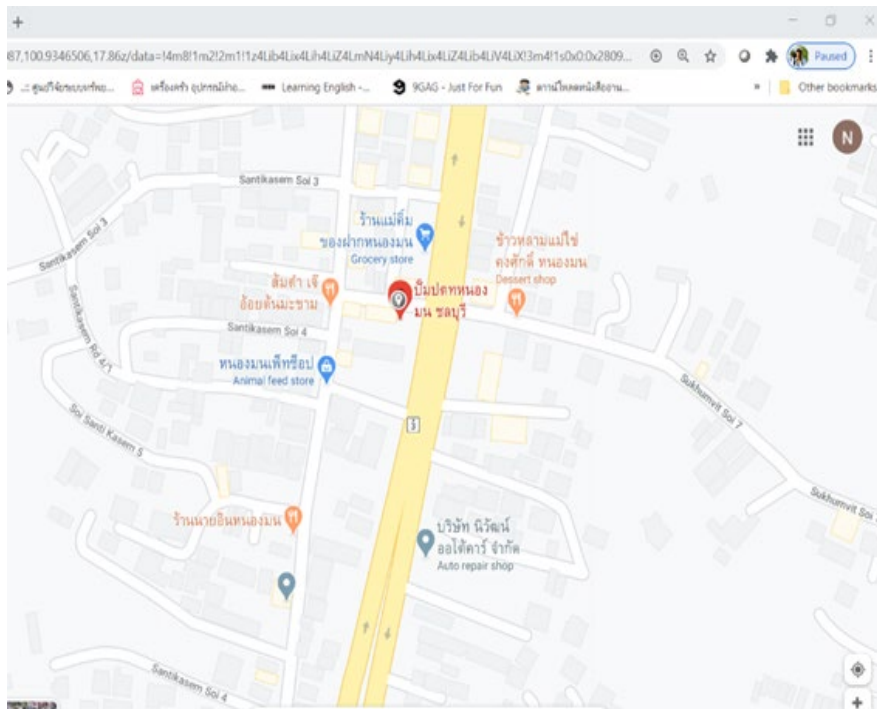 87,100.9346506,17.86z/data=!4m8!1m2!2m1!1z4Lib4Lix4Lih4LiZ4LmN4Liy4Lih4Lix4LiZ4Lib4LiV4LiX!3m4!1s0x0:0x2809...
Paused
Learning English -...
9GAG - Just For Fun
Other bookmarks
N
Santikasem Soi 3
Santikasem Soi 3
ร้านแม่ติ๋ม
ของฝากหนองมน
Grocery store
ข้าวหลามแม่ไข่
คงศักดิ์ หนองมน
Dessert shop
ส้มตำ เจ๊
อ้อยต้นมะขาม
ปั๊มปตทหนอง
มน ชลบุรี
Santikasem Soi 4
Santikasem Rd 4/1
หนองมนเพ็ทช็อป
Animal feed store
Sukhumvit Soi 7
Soi Santi Kasem 5
3
Sukhumvit Soi
ร้านนายอินหนองมน
บริษัท นิวัฒน์
ออโต้คาร์ จำกัด
Auto repair shop
Santikasem Soi 4